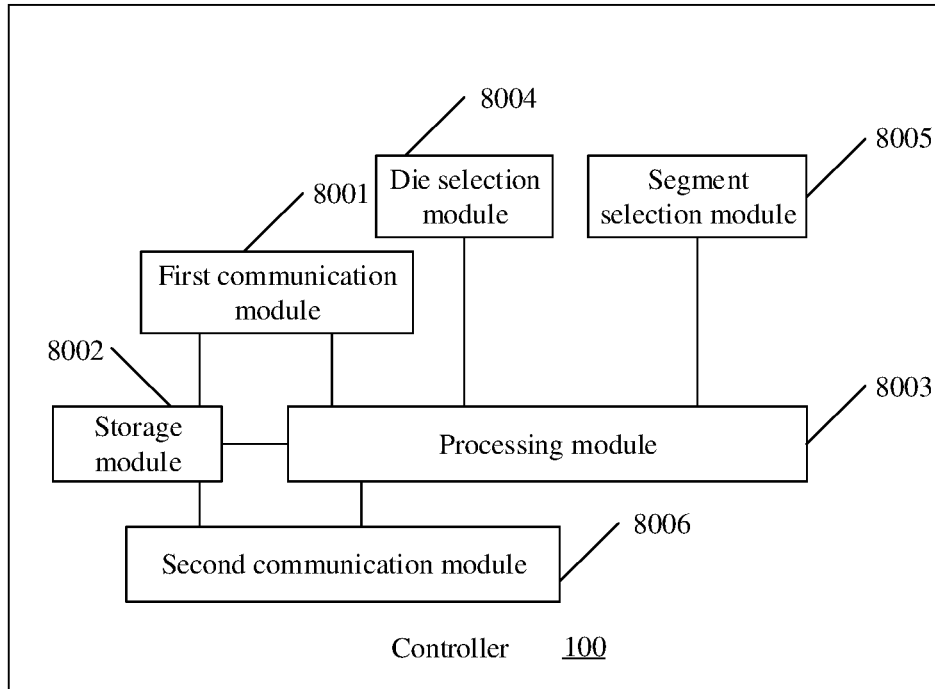 8004
8005
Die selection
module
Segment
selection module
8001
First communication
module
8002
8003
Storage
module
Processing module
8006
Second communication module
Controller 100